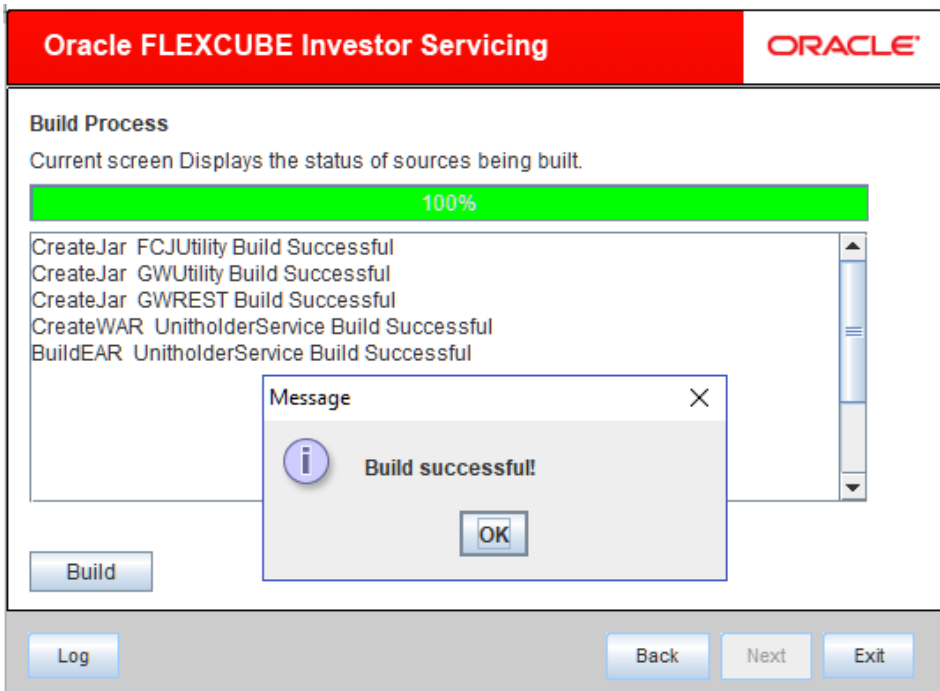 Oracle FLEXCUBE Investor Servicing
ORACLE
Build Process
Current screen Displays the status of sources being built.
100%
CreateJar FCJUtility Build Successful
CreateJar GWUtility Build Successful
CreateJar GWREST Build Successful
CreateWAR UnitholderService Build Successful
BuildEAR UnitholderService Build Successful
Message
Build successful!
OK
Build
Log
Back
Next
Exit